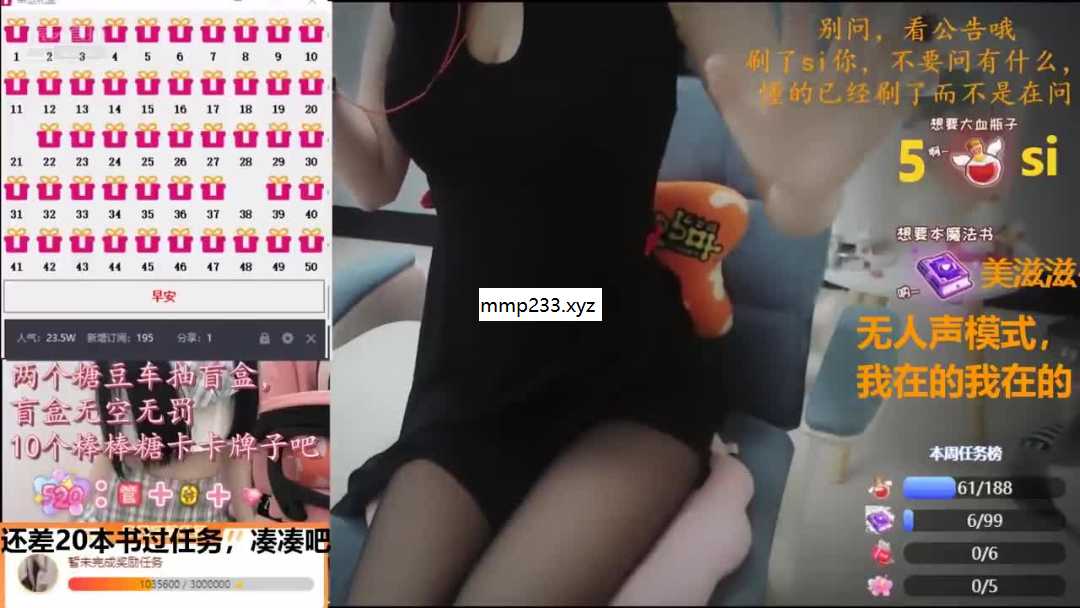 1 2 3 4 5 6 7 8 9 10
11 12 13 14 15 16 17 18 19 20
21 22 23 24 25 26 27 28 29 30
31 32 33 34 35 36 37 38 39 40
41 42 43 44 45 46 47 48 49 50
早安
人气: 23.5W 新增订阅: 195 分享: 1
两个糖豆车抽盲盒,
盲盒无空无罚
10个棒棒糖卡卡牌子吧
520 : 管 + +
还差20本书过任务，凑凑吧
暂未完成奖励任务
1035600 / 3000000
mmp233.xyz
别问，看公告哦
刷了si你，不要问有什么，
懂的已经刷了而不是在问
想要大血瓶子
5 si
想要本魔法书
美滋滋
无人声模式，
我在的我在的
本周任务榜
61/188
6/99
0/6
0/5